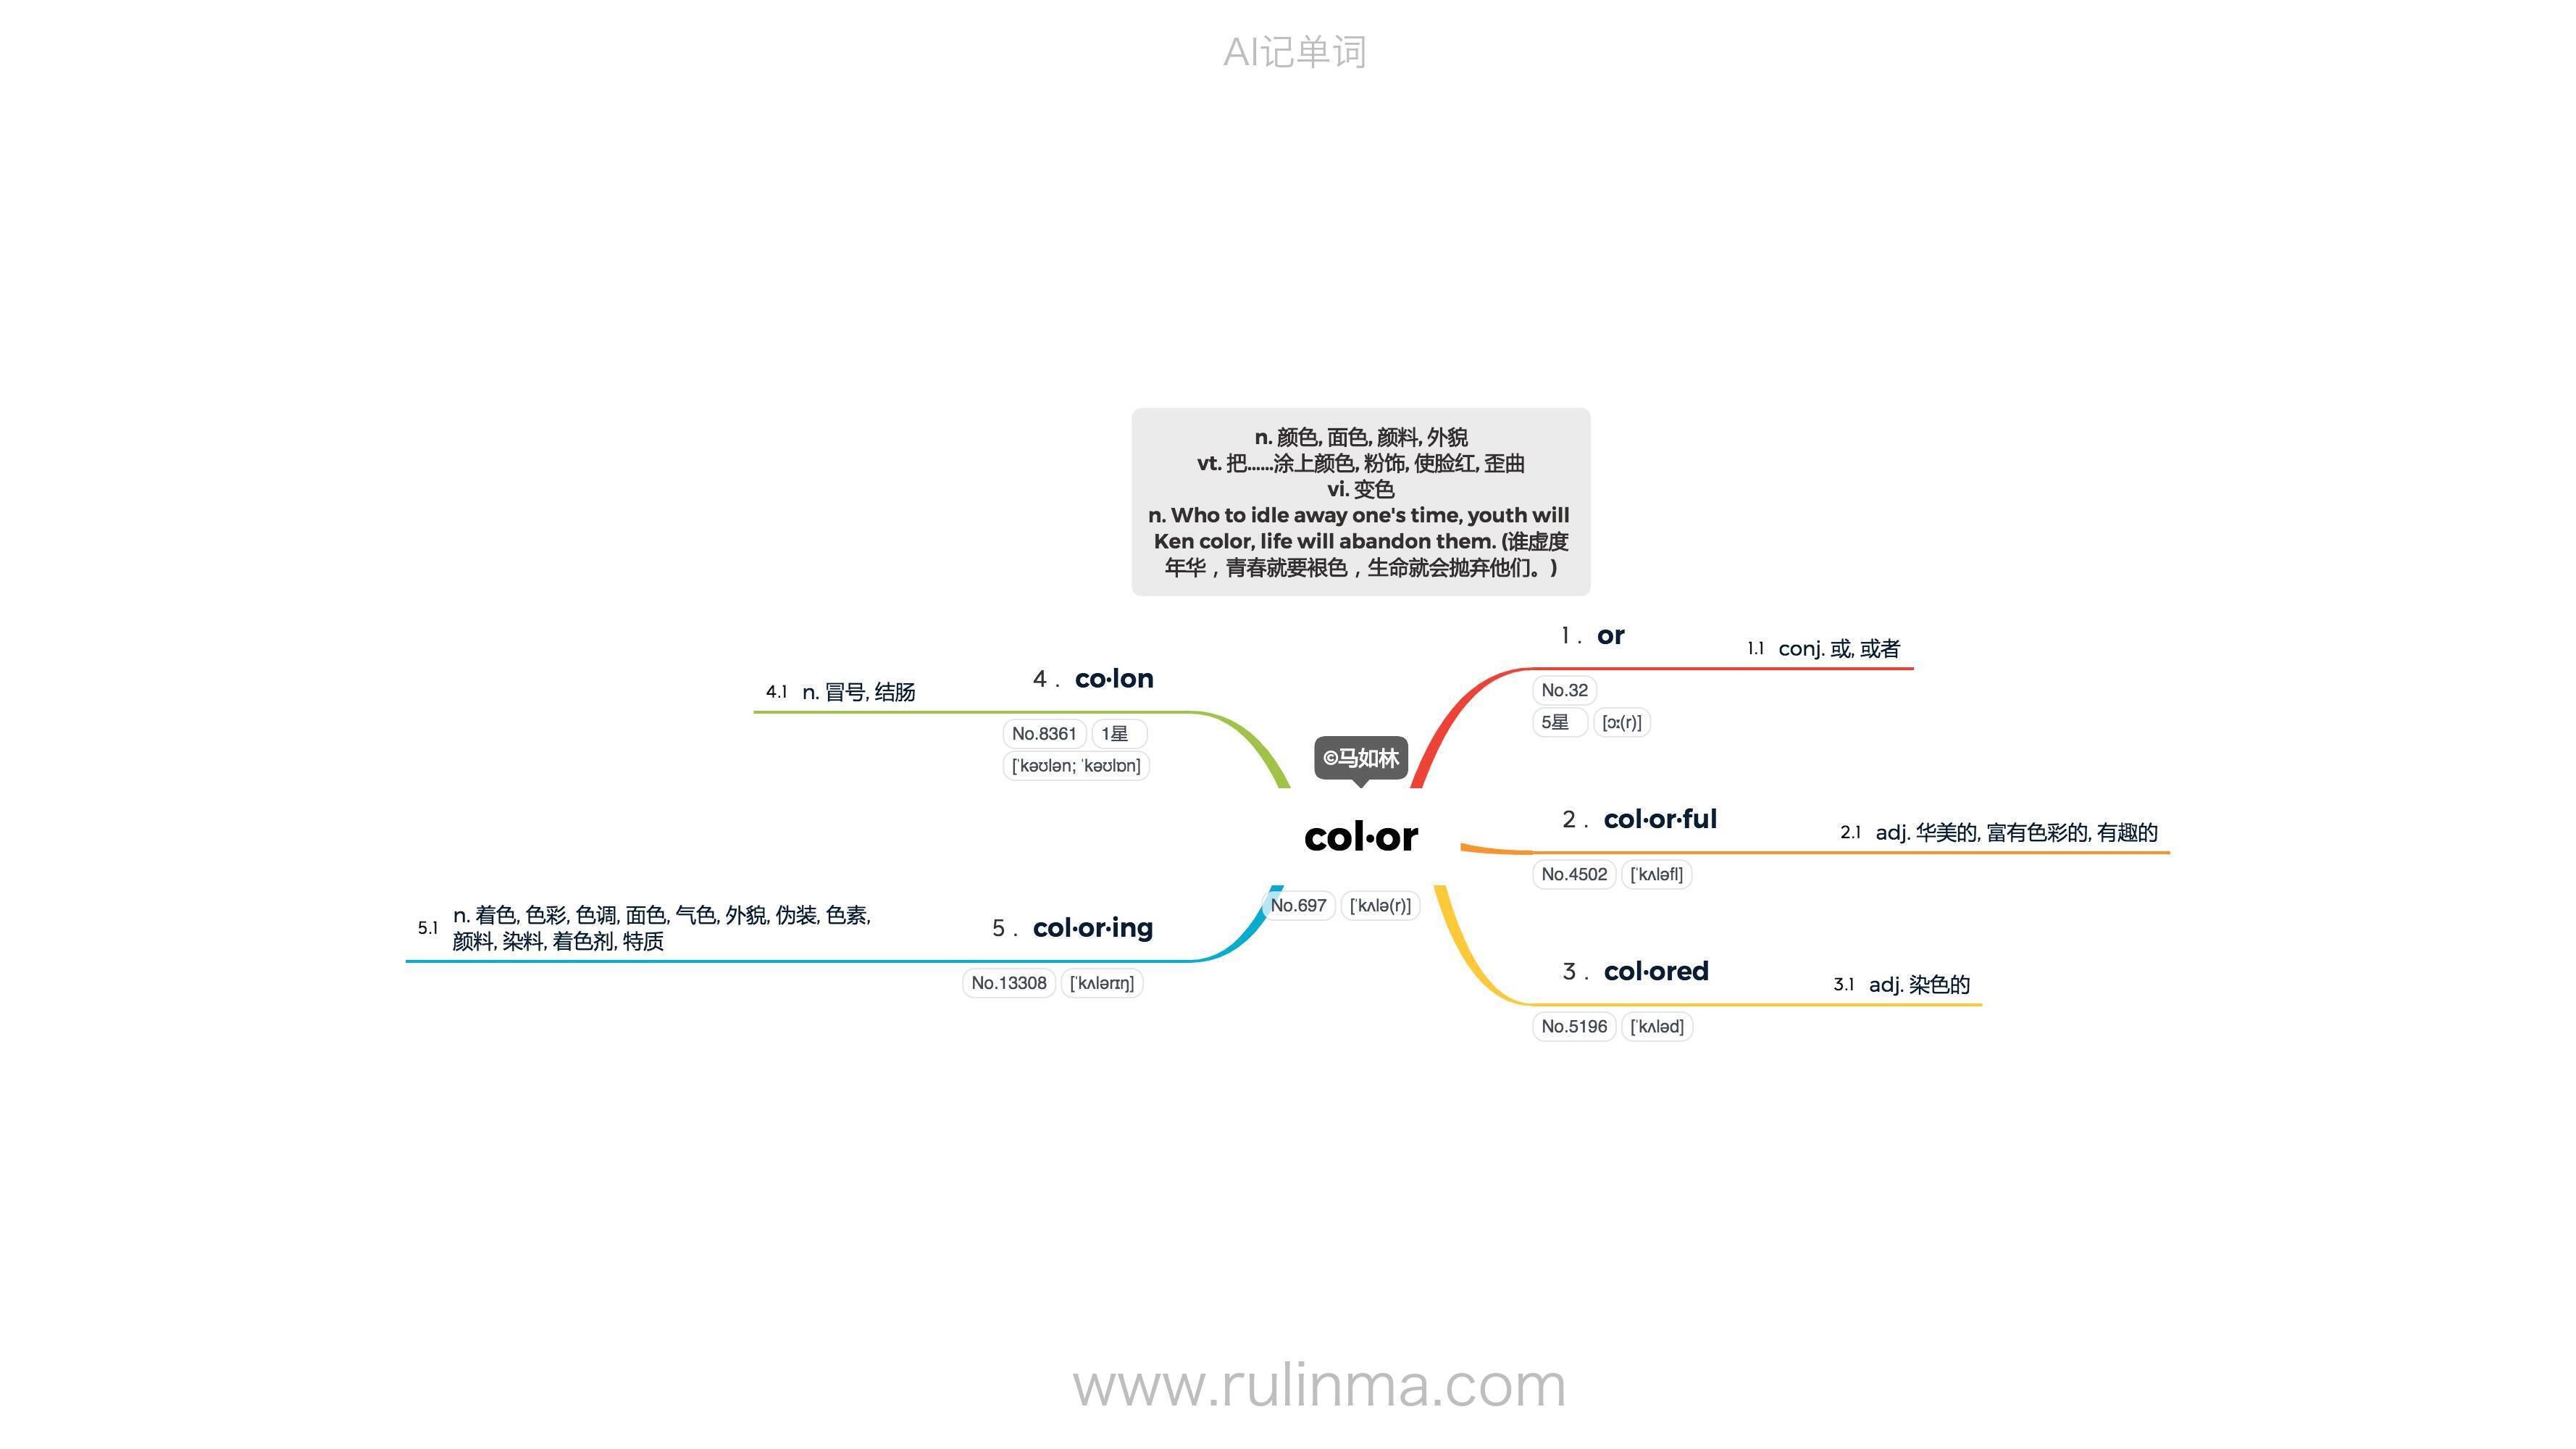 AI记单词
n. 颜色, 面色, 颜料, 外貌
vt. 把......涂上颜色, 粉饰, 使脸红, 歪曲
vi. 变色
n. Who to idle away one's time, youth will
Ken color, life will abandon them. (谁虚度
年华，青春就要褪色，生命就会抛弃他们。)
©马如林
col·or
No.697 [ˈkʌlə(r)]
1 . or
1.1 conj. 或, 或者
No.32
5星 [ɔː(r)]
2 . col·or·ful
2.1 adj. 华美的, 富有色彩的, 有趣的
No.4502 [ˈkʌləfl]
3 . col·ored
3.1 adj. 染色的
No.5196 [ˈkʌləd]
4 . co·lon
4.1 n. 冒号, 结肠
No.8361 1星
[ˈkəʊlən; ˈkəʊlɒn]
5 . col·or·ing
5.1 n. 着色, 色彩, 色调, 面色, 气色, 外貌, 伪装, 色素,
颜料, 染料, 着色剂, 特质
No.13308 [ˈkʌlərɪŋ]
www.rulinma.com